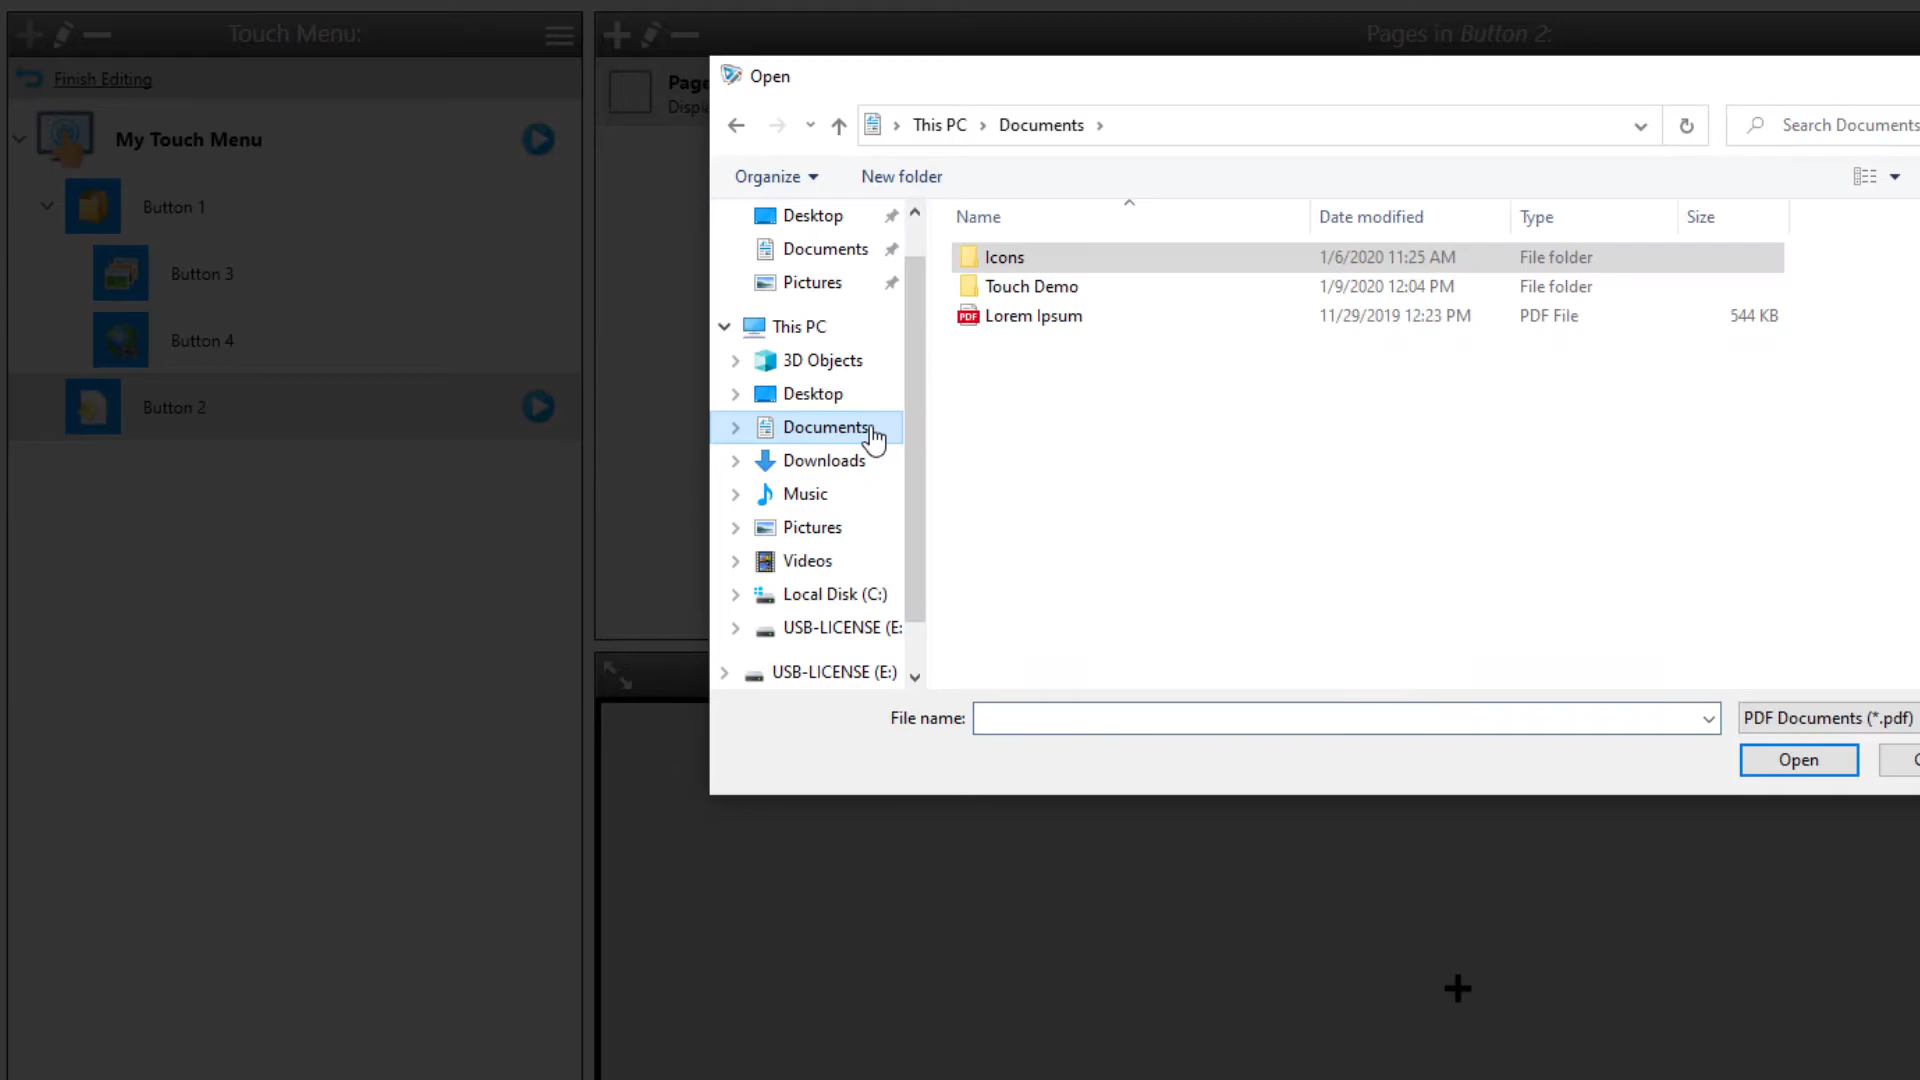 Touch Menu:
Finish Editing
My Touch Menu
Button 1
Button 3
Button 4
Button 2
Pages in Button 2:
Page
Displ
Open
This PC
Documents
Search Documents
Organize
New folder
Desktop
Documents
Pictures
This PC
3D Objects
Desktop
Documents
Downloads
Music
Pictures
Videos
Local Disk (C:)
USB-LICENSE (E:
USB-LICENSE (E:)
Name Date modified Type Size
Icons 1/6/2020 11:25 AM File folder
Touch Demo 1/9/2020 12:04 PM File folder
PDF Lorem Ipsum 11/29/2019 12:23 PM PDF File 544 KB
File name:
PDF Documents (*.pdf)
Open